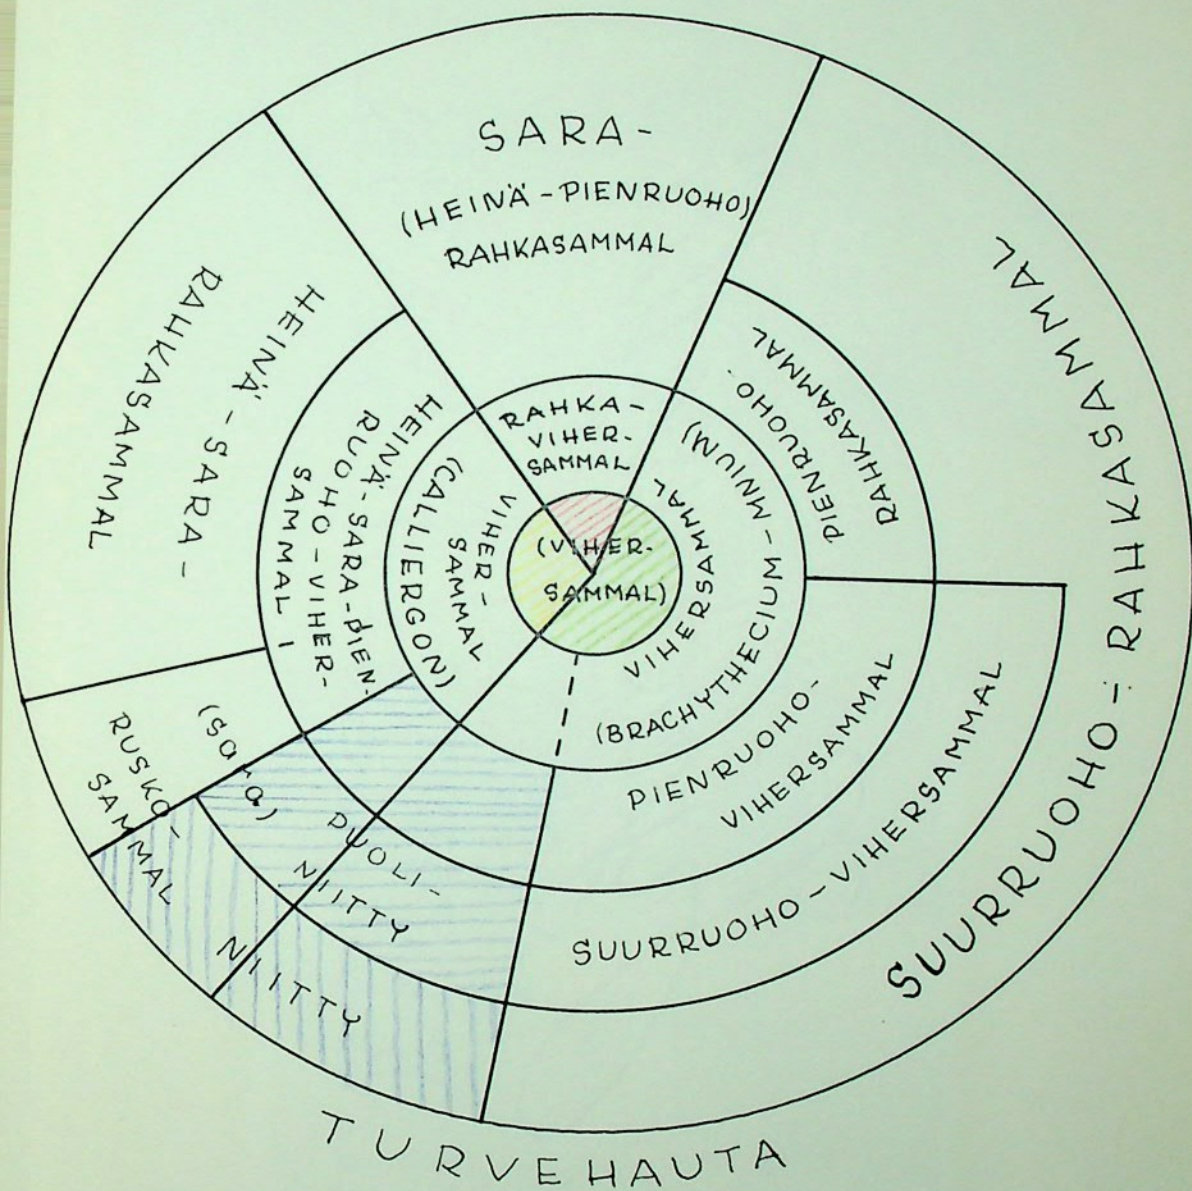 SARA-
(HEINÄ-PIENRUOHO)
RAHKASAMMAL
HEINÄ-SARA-
RAHKASAMMAL
HEINÄ-SARA-PIEN-
RUOHO-VIHER-
SAMMAL I
VIHER-
SAMMAL
(CALLIERGON)
RAHKA-
VIHER-
SAMMAL
(VIHER-
SAMMAL)
VIHERSAMMAL
(BRACHYTHECIUM-MNIUM)
PIENRUOHO-
RAHKASAMMAL
SUURRUOHO-RAHKASAMMAL
PIENRUOHO-
VIHERSAMMAL
SUURRUOHO-VIHERSAMMAL
(Sara)
RUSKO-
SAMMAL
PUOLI-
NIITTY
NIITTY
TURVEHAUTA